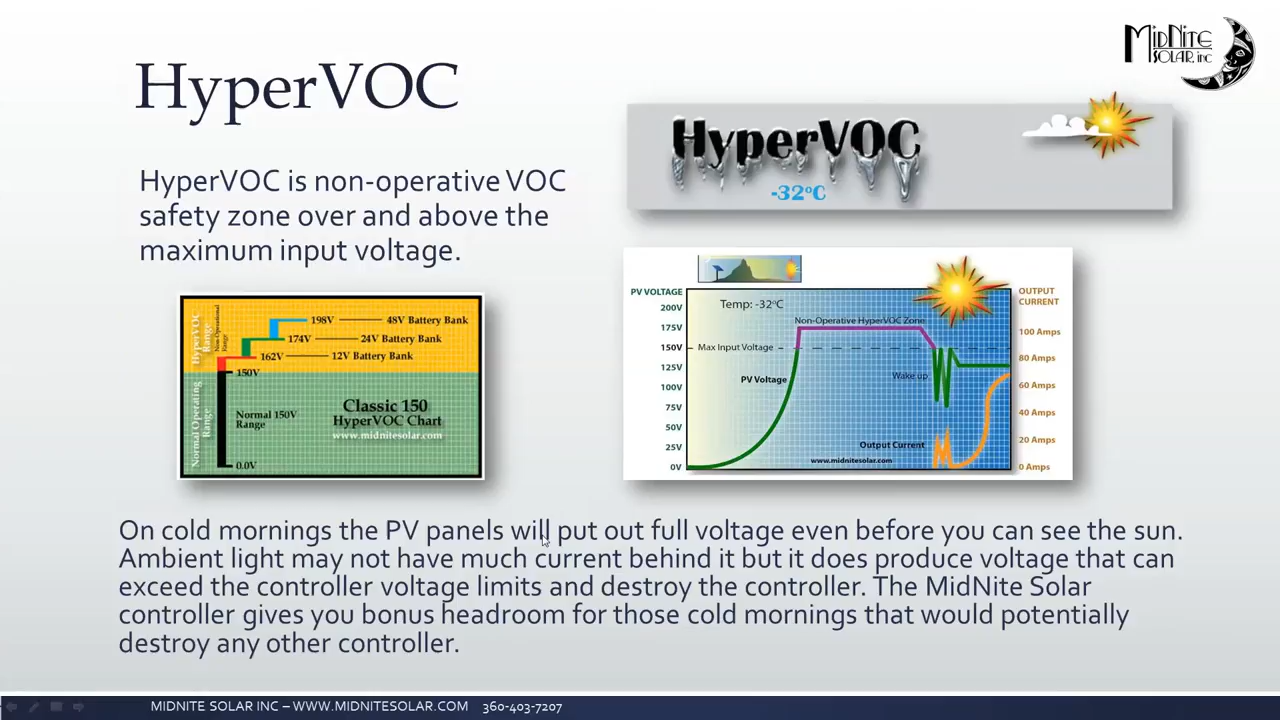 MIDNITE
SOLAR, INC
HyperVOC
HyperVOC
-32°C
HyperVOC is non-operative VOC
safety zone over and above the
maximum input voltage.
HyperVOC
Range
Non-Operational
Range
198V
48V Battery Bank
174V
24V Battery Bank
162V
12V Battery Bank
150V
Normal Operating
Range
Normal 150V
Range
Classic 150
HyperVOC Chart
www.midnitesolar.com
0.0V
PV VOLTAGE
200V
175V
150V
125V
100V
75V
50V
25V
0V
Temp: -32°C
Non-Operative HyperVOC Zone
Max Input Voltage
PV Voltage
Wake up
Output Current
www.midnitesolar.com
OUTPUT
CURRENT
100 Amps
80 Amps
60 Amps
40 Amps
20 Amps
0 Amps
On cold mornings the PV panels will put out full voltage even before you can see the sun.
Ambient light may not have much current behind it but it does produce voltage that can
exceed the controller voltage limits and destroy the controller. The MidNite Solar
controller gives you bonus headroom for those cold mornings that would potentially
destroy any other controller.
MIDNITE SOLAR INC – WWW.MIDNITESOLAR.COM 360-403-7207